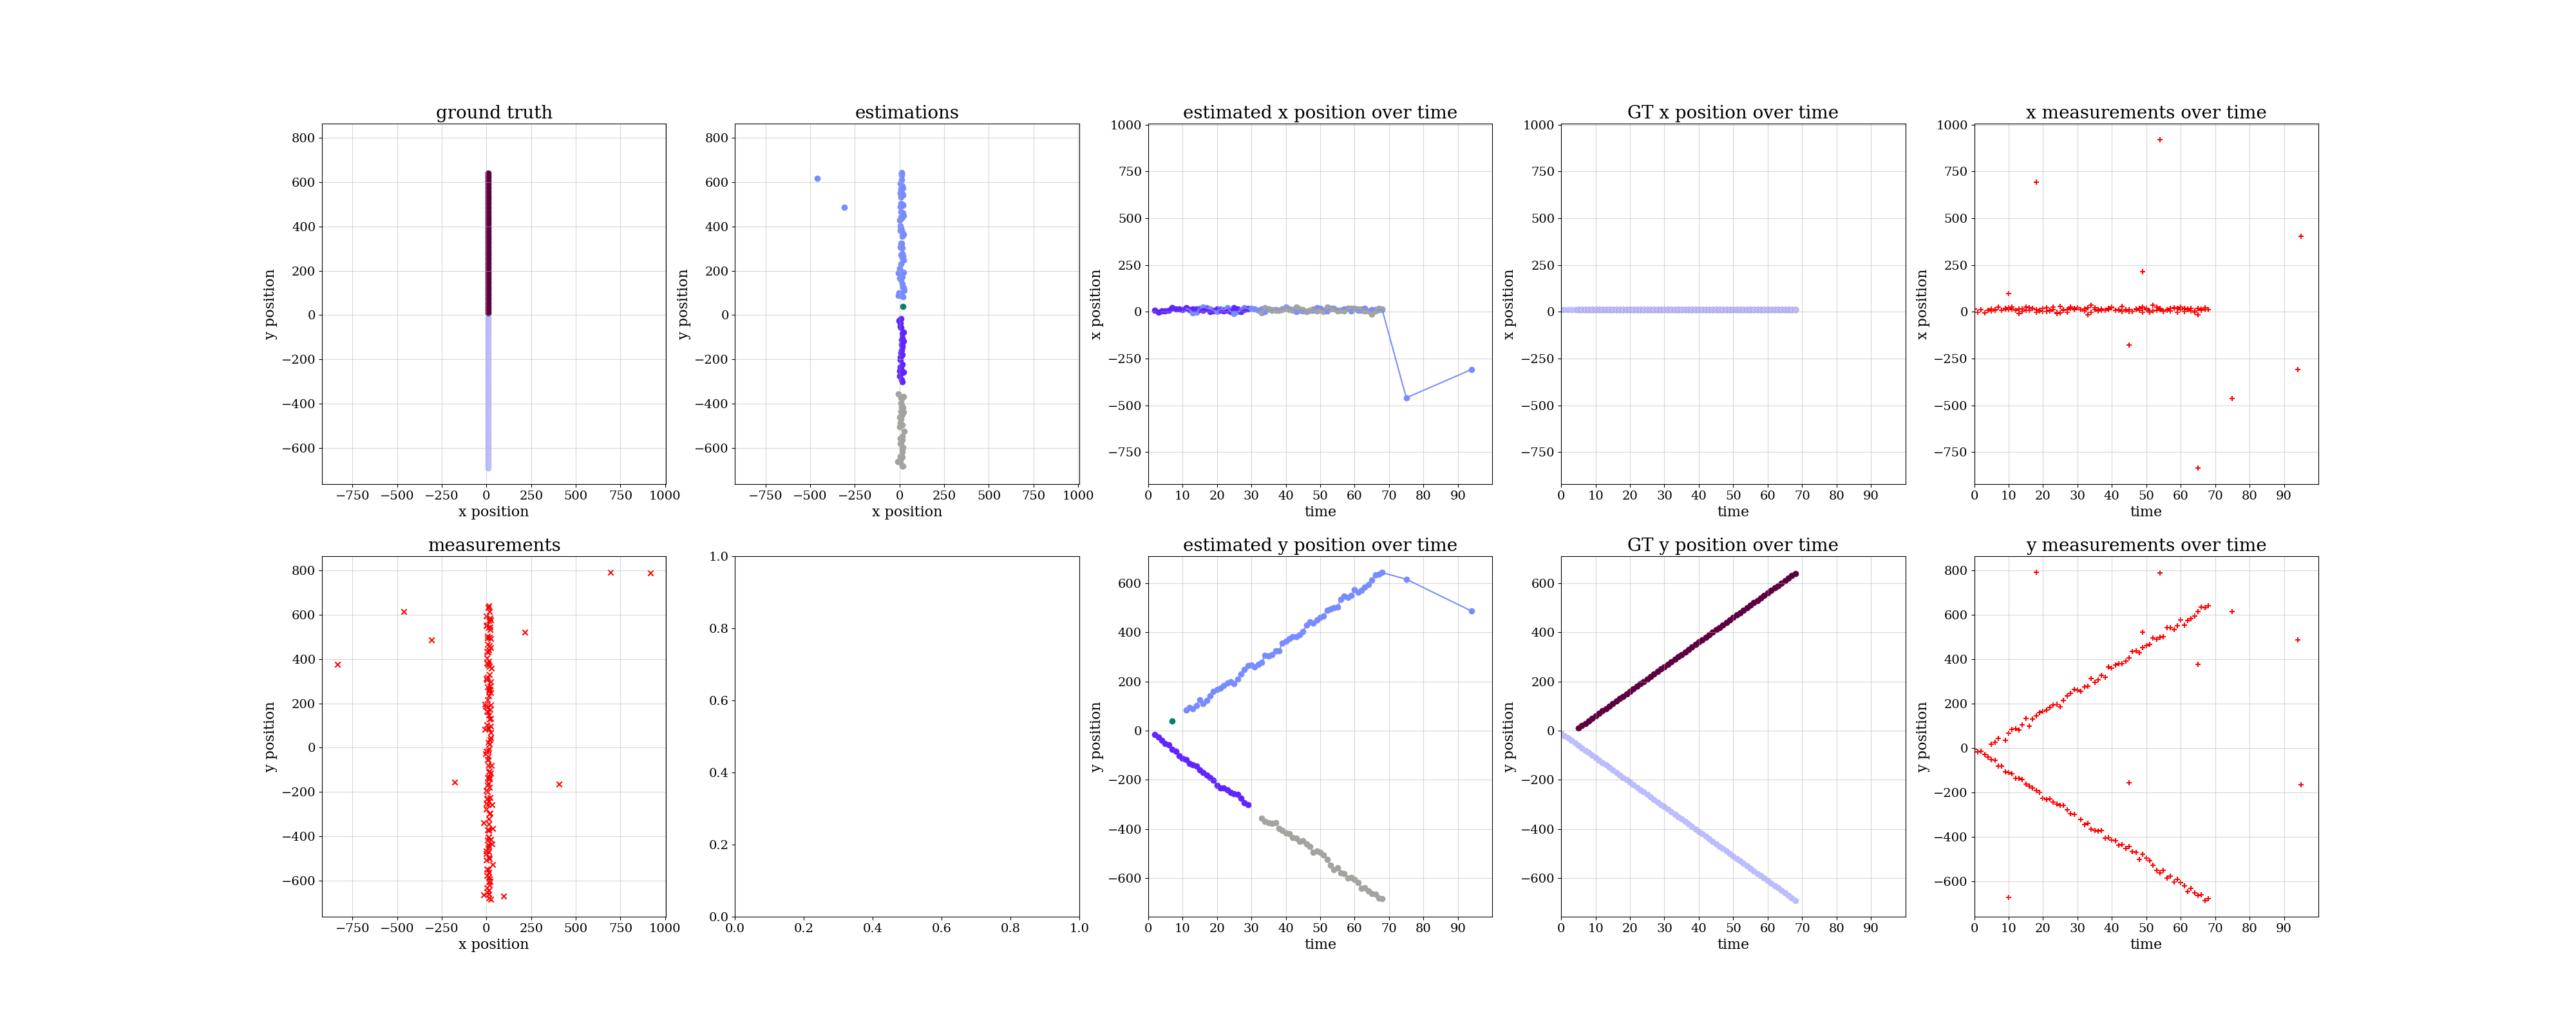 ground truth
estimations
estimated x position over time
GT x position over time
x measurements over time
800
600
400
200
0
−200
−400
−600
y position
−750 −500 −250 0 250 500 750 1000
x position
800
600
400
200
0
−200
−400
−600
y position
−750 −500 −250 0 250 500 750 1000
x position
1000
750
500
250
0
−250
−500
−750
x position
0 10 20 30 40 50 60 70 80 90
time
1000
750
500
250
0
−250
−500
−750
x position
0 10 20 30 40 50 60 70 80 90
time
1000
750
500
250
0
−250
−500
−750
x position
0 10 20 30 40 50 60 70 80 90
time
measurements
estimated y position over time
GT y position over time
y measurements over time
800
600
400
200
0
−200
−400
−600
y position
−750 −500 −250 0 250 500 750 1000
x position
1.0
0.8
0.6
0.4
0.2
0.0
0.0 0.2 0.4 0.6 0.8 1.0
600
400
200
0
−200
−400
−600
y position
0 10 20 30 40 50 60 70 80 90
time
600
400
200
0
−200
−400
−600
y position
0 10 20 30 40 50 60 70 80 90
time
800
600
400
200
0
−200
−400
−600
y position
0 10 20 30 40 50 60 70 80 90
time